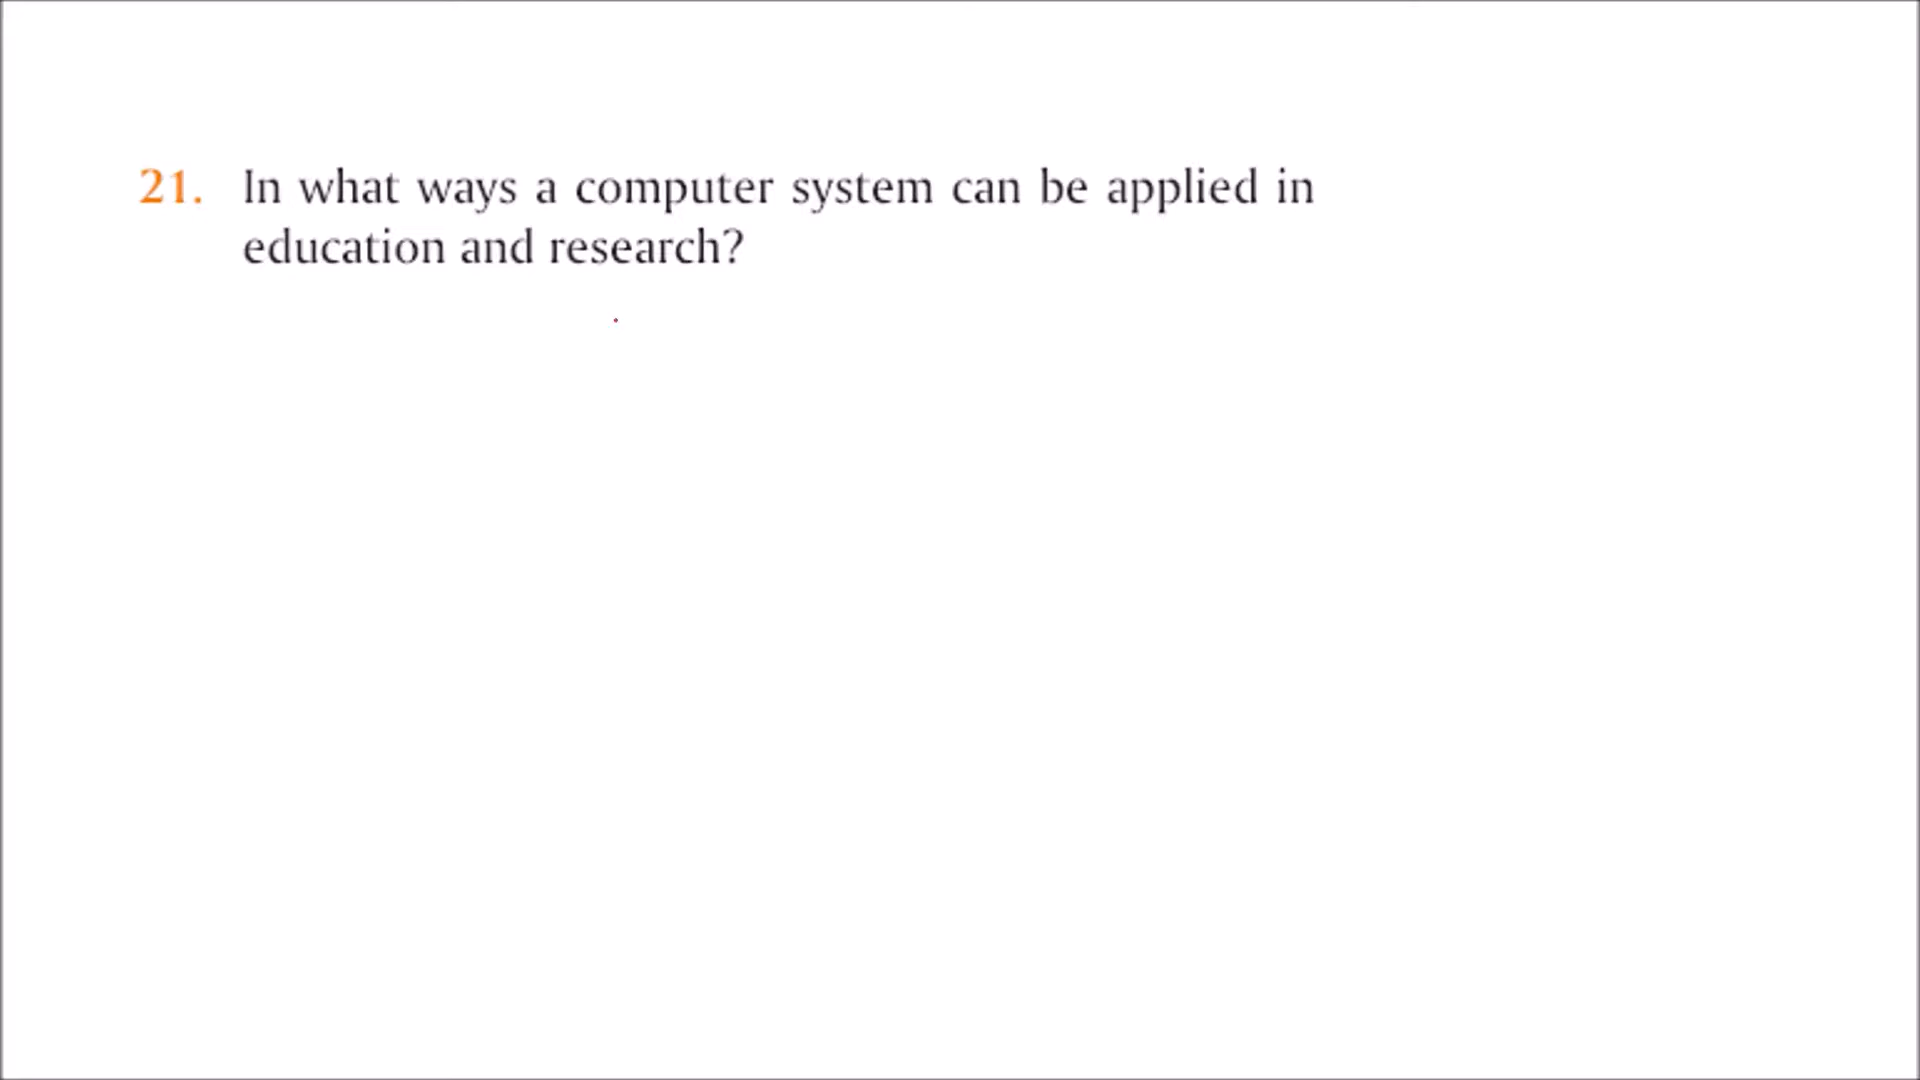 21. In what ways a computer system can be applied in
education and research?